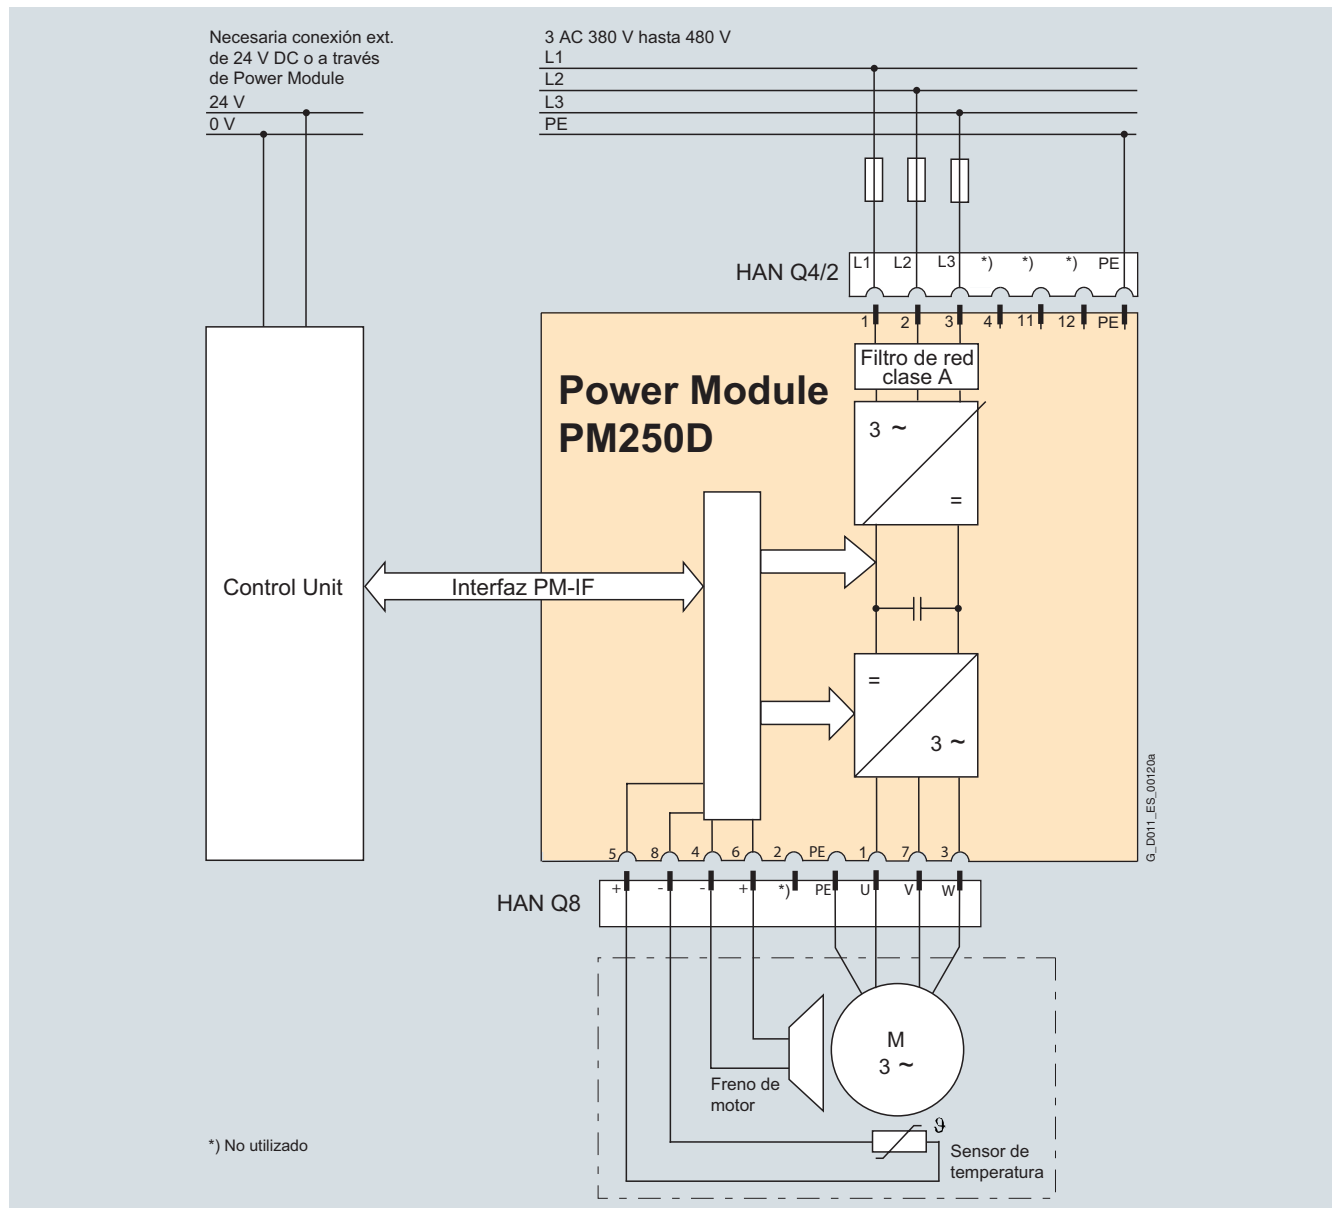 Necesaria conexión ext.
de 24 V DC o a través
de Power Module
24 V
0 V
3 AC 380 V hasta 480 V
L1
L2
L3
PE
HAN Q4/2
L1 L2 L3 *) *) *) PE
1 2 3 4 11 12 PE
Filtro de red
clase A
Power Module
PM250D
3 ~
=
Control Unit
Interfaz PM-IF
=
3 ~
G_D011_ES_00120a
5 8 4 6 2 PE 1 7 3
HAN Q8
+ - - + *) PE U V W
M
3 ~
Freno de
motor
ϑ
Sensor de
temperatura
*) No utilizado